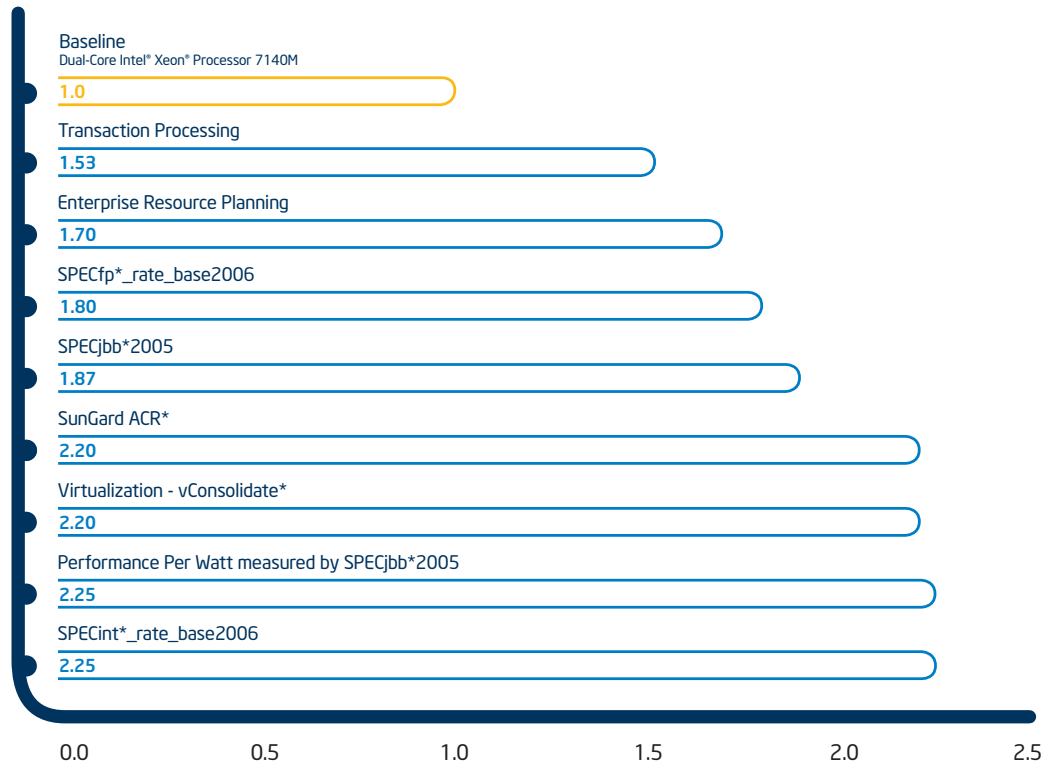 Baseline
Dual-Core Intel® Xeon® Processor 7140M
1.0
Transaction Processing
1.53
Enterprise Resource Planning
1.70
SPECfp*_rate_base2006
1.80
SPECjbb*2005
1.87
SunGard ACR*
2.20
Virtualization - vConsolidate*
2.20
Performance Per Watt measured by SPECjbb*2005
2.25
SPECint*_rate_base2006
2.25
0.0 0.5 1.0 1.5 2.0 2.5